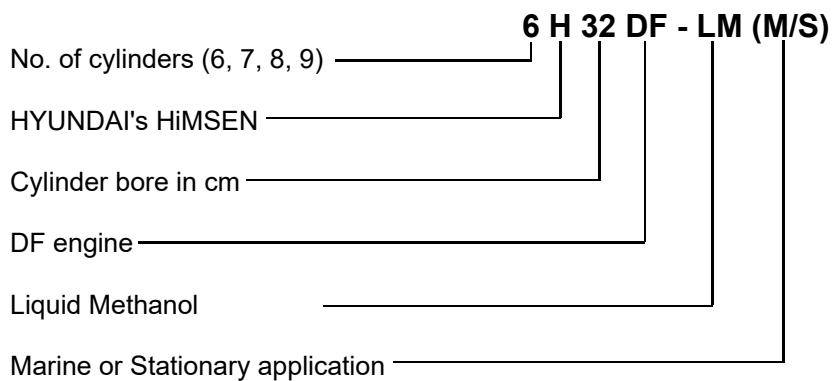 6 H 32 DF - LM (M/S)
No. of cylinders (6, 7, 8, 9)
HYUNDAI's HiMSEN
Cylinder bore in cm
DF engine
Liquid Methanol
Marine or Stationary application